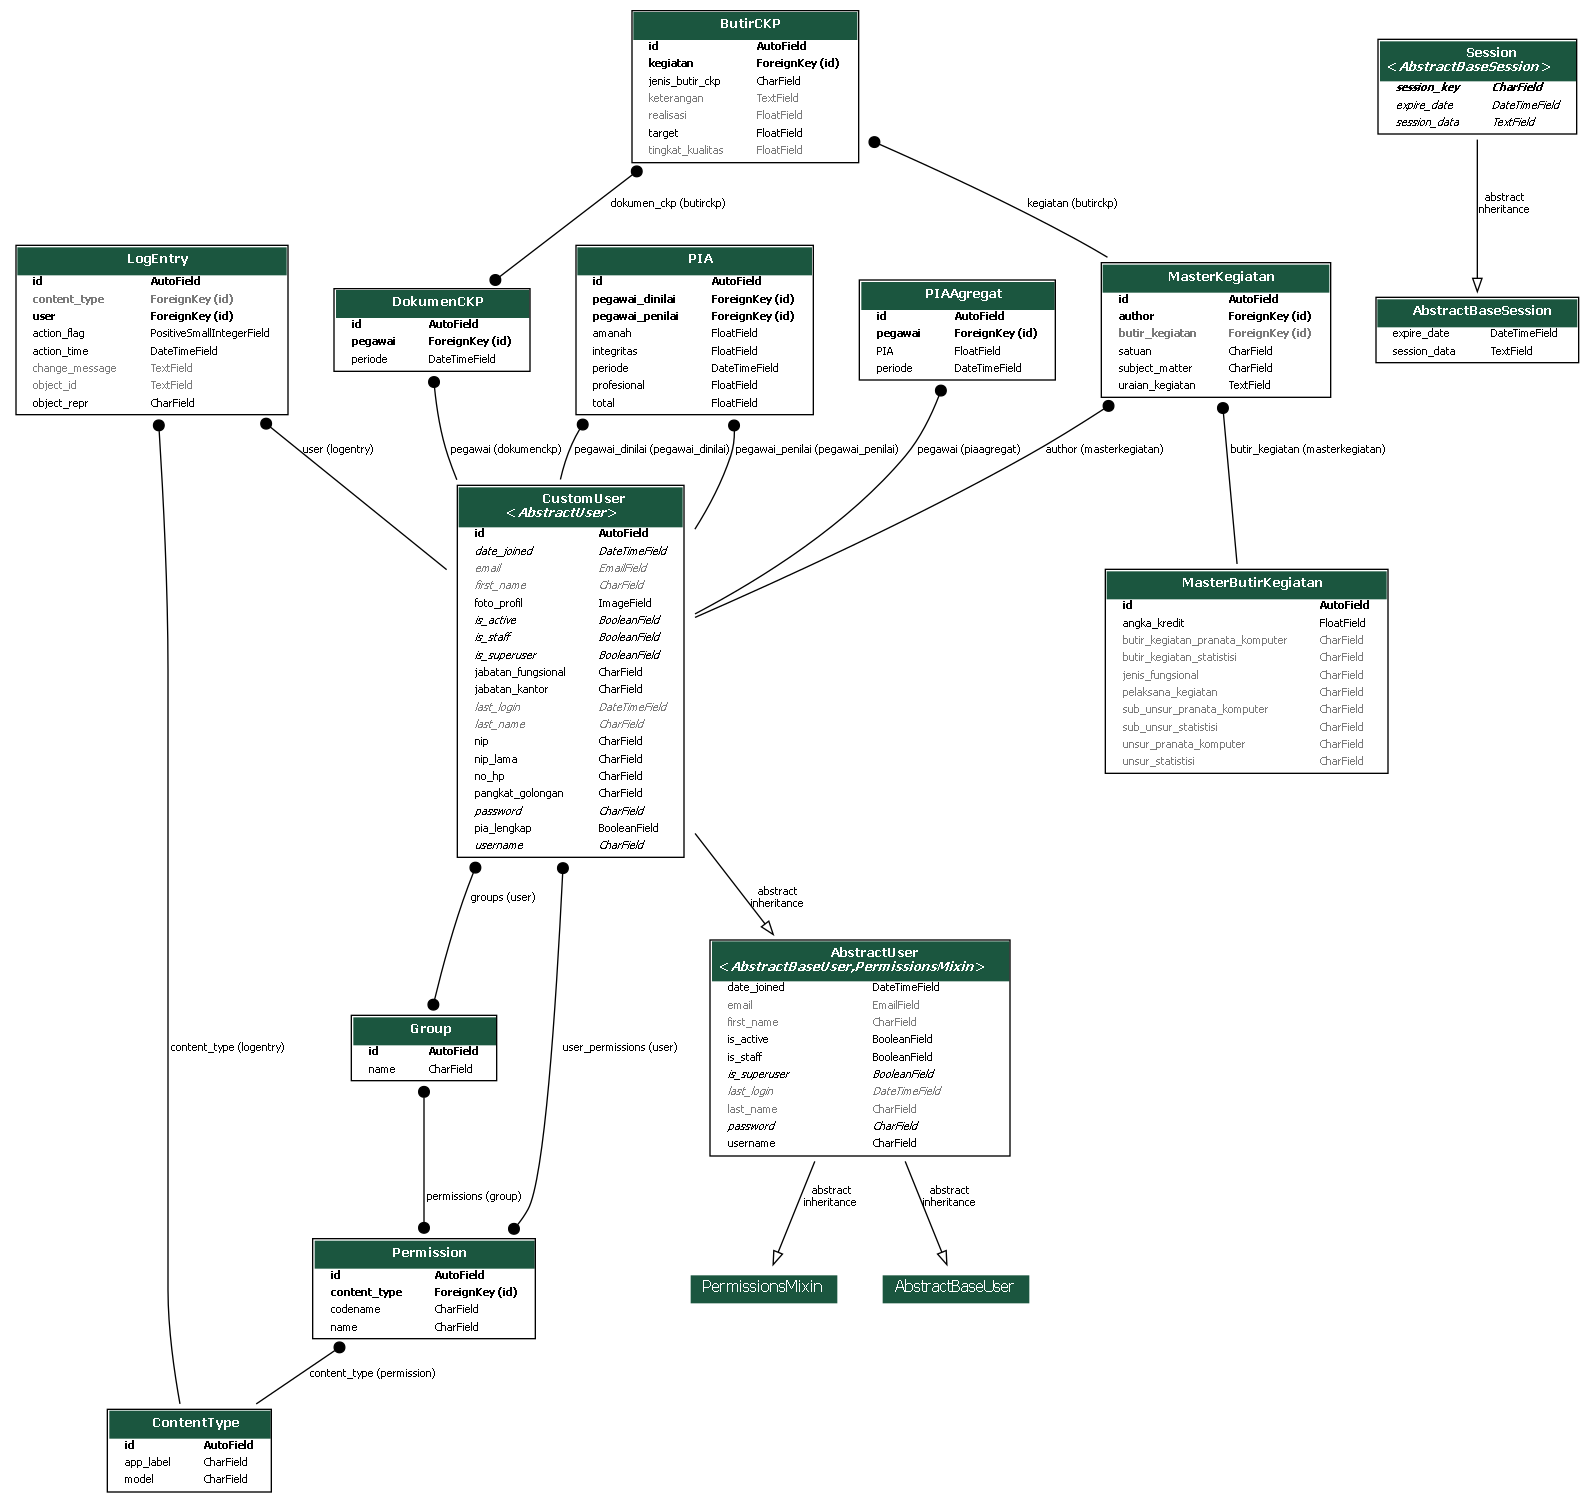 ButirCKP
id AutoField
kegiatan ForeignKey (id)
jenis_butir_ckp CharField
keterangan TextField
realisasi FloatField
target FloatField
tingkat_kualitas FloatField
Session
<AbstractBaseSession>
session_key CharField
expire_date DateTimeField
session_data TextField
dokumen_ckp (butirckp)
kegiatan (butirckp)
abstract
inheritance
LogEntry
id AutoField
content_type ForeignKey (id)
user ForeignKey (id)
action_flag PositiveSmallIntegerField
action_time DateTimeField
change_message TextField
object_id TextField
object_repr CharField
DokumenCKP
id AutoField
pegawai ForeignKey (id)
periode DateTimeField
PIA
id AutoField
pegawai_dinilai ForeignKey (id)
pegawai_penilai ForeignKey (id)
amanah FloatField
integritas FloatField
periode DateTimeField
profesional FloatField
total FloatField
PIAAgregat
id AutoField
pegawai ForeignKey (id)
PIA FloatField
periode DateTimeField
MasterKegiatan
id AutoField
author ForeignKey (id)
butir_kegiatan ForeignKey (id)
satuan CharField
subject_matter CharField
uraian_kegiatan TextField
AbstractBaseSession
expire_date DateTimeField
session_data TextField
user (logentry)
pegawai (dokumenckp)
pegawai_dinilai (pegawai_dinilai)
pegawai_penilai (pegawai_penilai)
pegawai (piaagregat)
author (masterkegiatan)
butir_kegiatan (masterkegiatan)
CustomUser
<AbstractUser>
id AutoField
date_joined DateTimeField
email EmailField
first_name CharField
foto_profil ImageField
is_active BooleanField
is_staff BooleanField
is_superuser BooleanField
jabatan_fungsional CharField
jabatan_kantor CharField
last_login DateTimeField
last_name CharField
nip CharField
nip_lama CharField
no_hp CharField
pangkat_golongan CharField
password CharField
pia_lengkap BooleanField
username CharField
MasterButirKegiatan
id AutoField
angka_kredit FloatField
butir_kegiatan_pranata_komputer CharField
butir_kegiatan_statistisi CharField
jenis_fungsional CharField
pelaksana_kegiatan CharField
sub_unsur_pranata_komputer CharField
sub_unsur_statistisi CharField
unsur_pranata_komputer CharField
unsur_statistisi CharField
groups (user)
abstract
inheritance
AbstractUser
<AbstractBaseUser,PermissionsMixin>
date_joined DateTimeField
email EmailField
first_name CharField
is_active BooleanField
is_staff BooleanField
is_superuser BooleanField
last_login DateTimeField
last_name CharField
password CharField
username CharField
Group
id AutoField
name CharField
content_type (logentry)
user_permissions (user)
permissions (group)
abstract
inheritance
abstract
inheritance
Permission
id AutoField
content_type ForeignKey (id)
codename CharField
name CharField
PermissionsMixin
AbstractBaseUser
content_type (permission)
ContentType
id AutoField
app_label CharField
model CharField